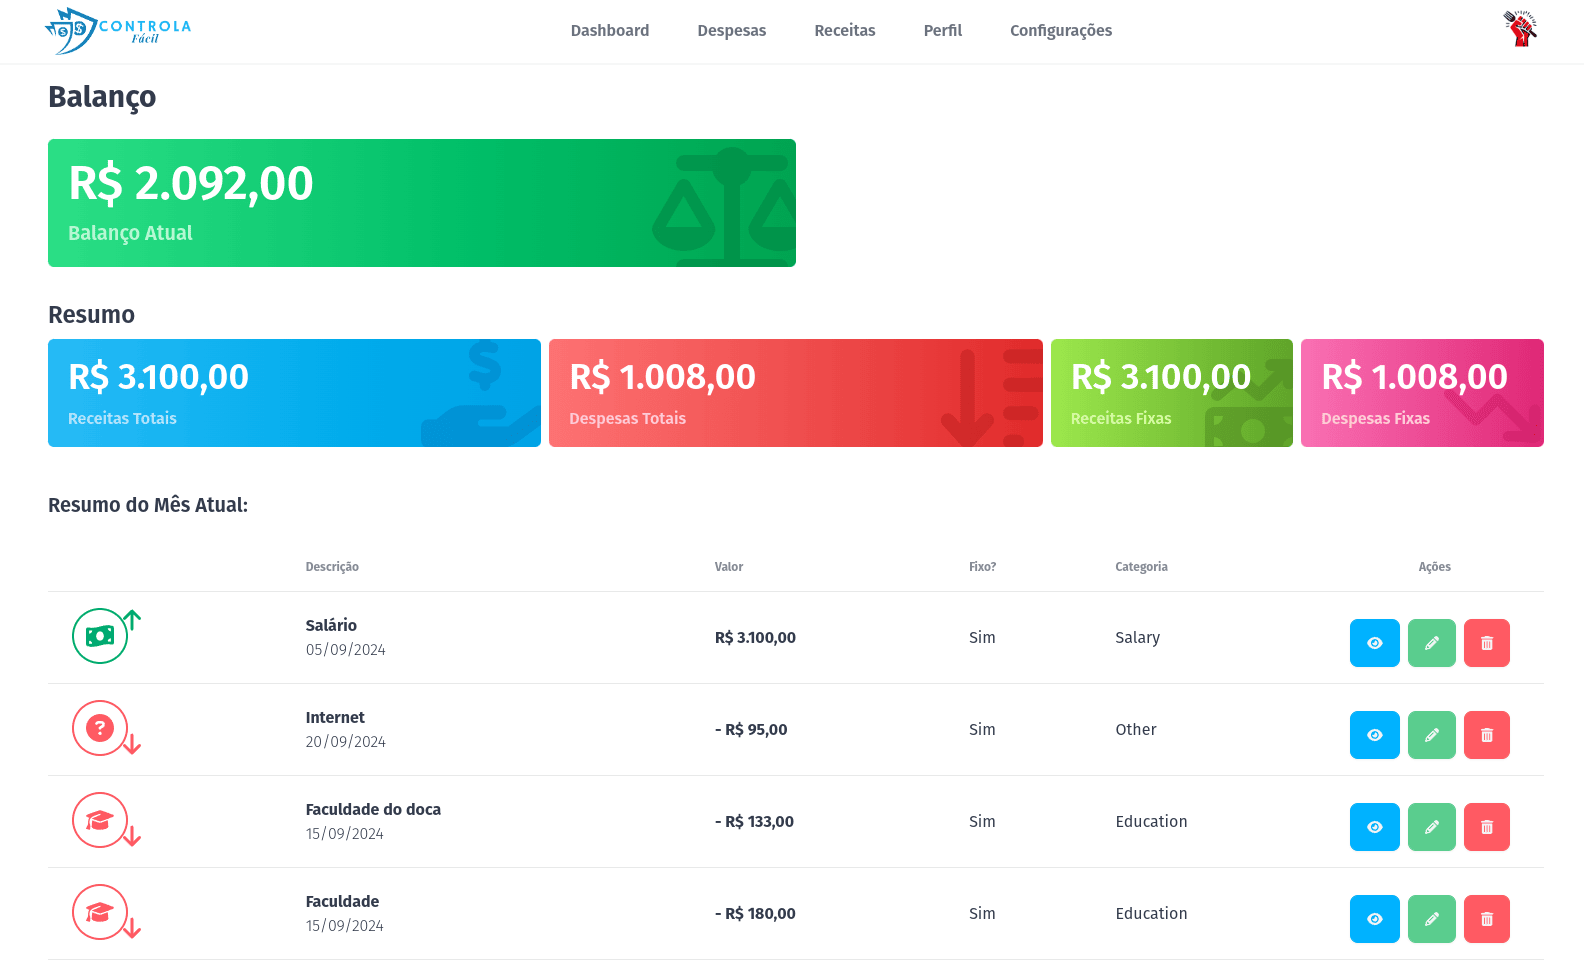 CONTROLA
Fácil
Dashboard Despesas Receitas Perfil Configurações
Balanço
R$ 2.092,00
Balanço Atual
Resumo
R$ 3.100,00 R$ 1.008,00 R$ 3.100,00 R$ 1.008,00
Receitas Totais Despesas Totais Receitas Fixas Despesas Fixas
Resumo do Mês Atual:
Descrição Valor Fixo? Categoria Ações
Salário
05/09/2024
R$ 3.100,00 Sim Salary
Internet
20/09/2024
- R$ 95,00 Sim Other
Faculdade do doca
15/09/2024
- R$ 133,00 Sim Education
Faculdade
15/09/2024
- R$ 180,00 Sim Education